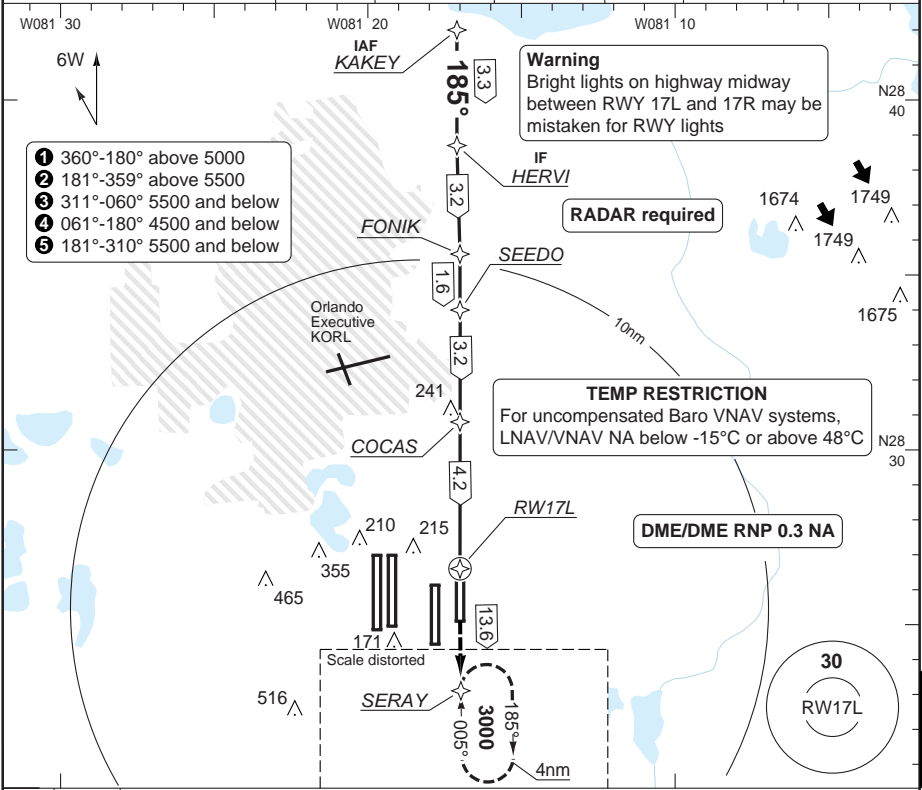 W081 30
W081 20
W081 10
6W
IAF
KAKEY
185°
3.3
Warning
Bright lights on highway midway
between RWY 17L and 17R may be
mistaken for RWY lights
N28
40
1 360°-180° above 5000
2 181°-359° above 5500
3 311°-060° 5500 and below
4 061°-180° 4500 and below
5 181°-310° 5500 and below
IF
HERVI
3.2
RADAR required
1674
1749
1749
1675
FONIK
SEEDO
1.6
Orlando
Executive
KORL
10nm
3.2
241
COCAS
TEMP RESTRICTION
For uncompensated Baro VNAV systems,
LNAV/VNAV NA below -15°C or above 48°C
N28
30
4.2
RW17L
DME/DME RNP 0.3 NA
210
215
355
465
171
13.6
Scale distorted
516
SERAY
005°
3000
185°
4nm
30
RW17L